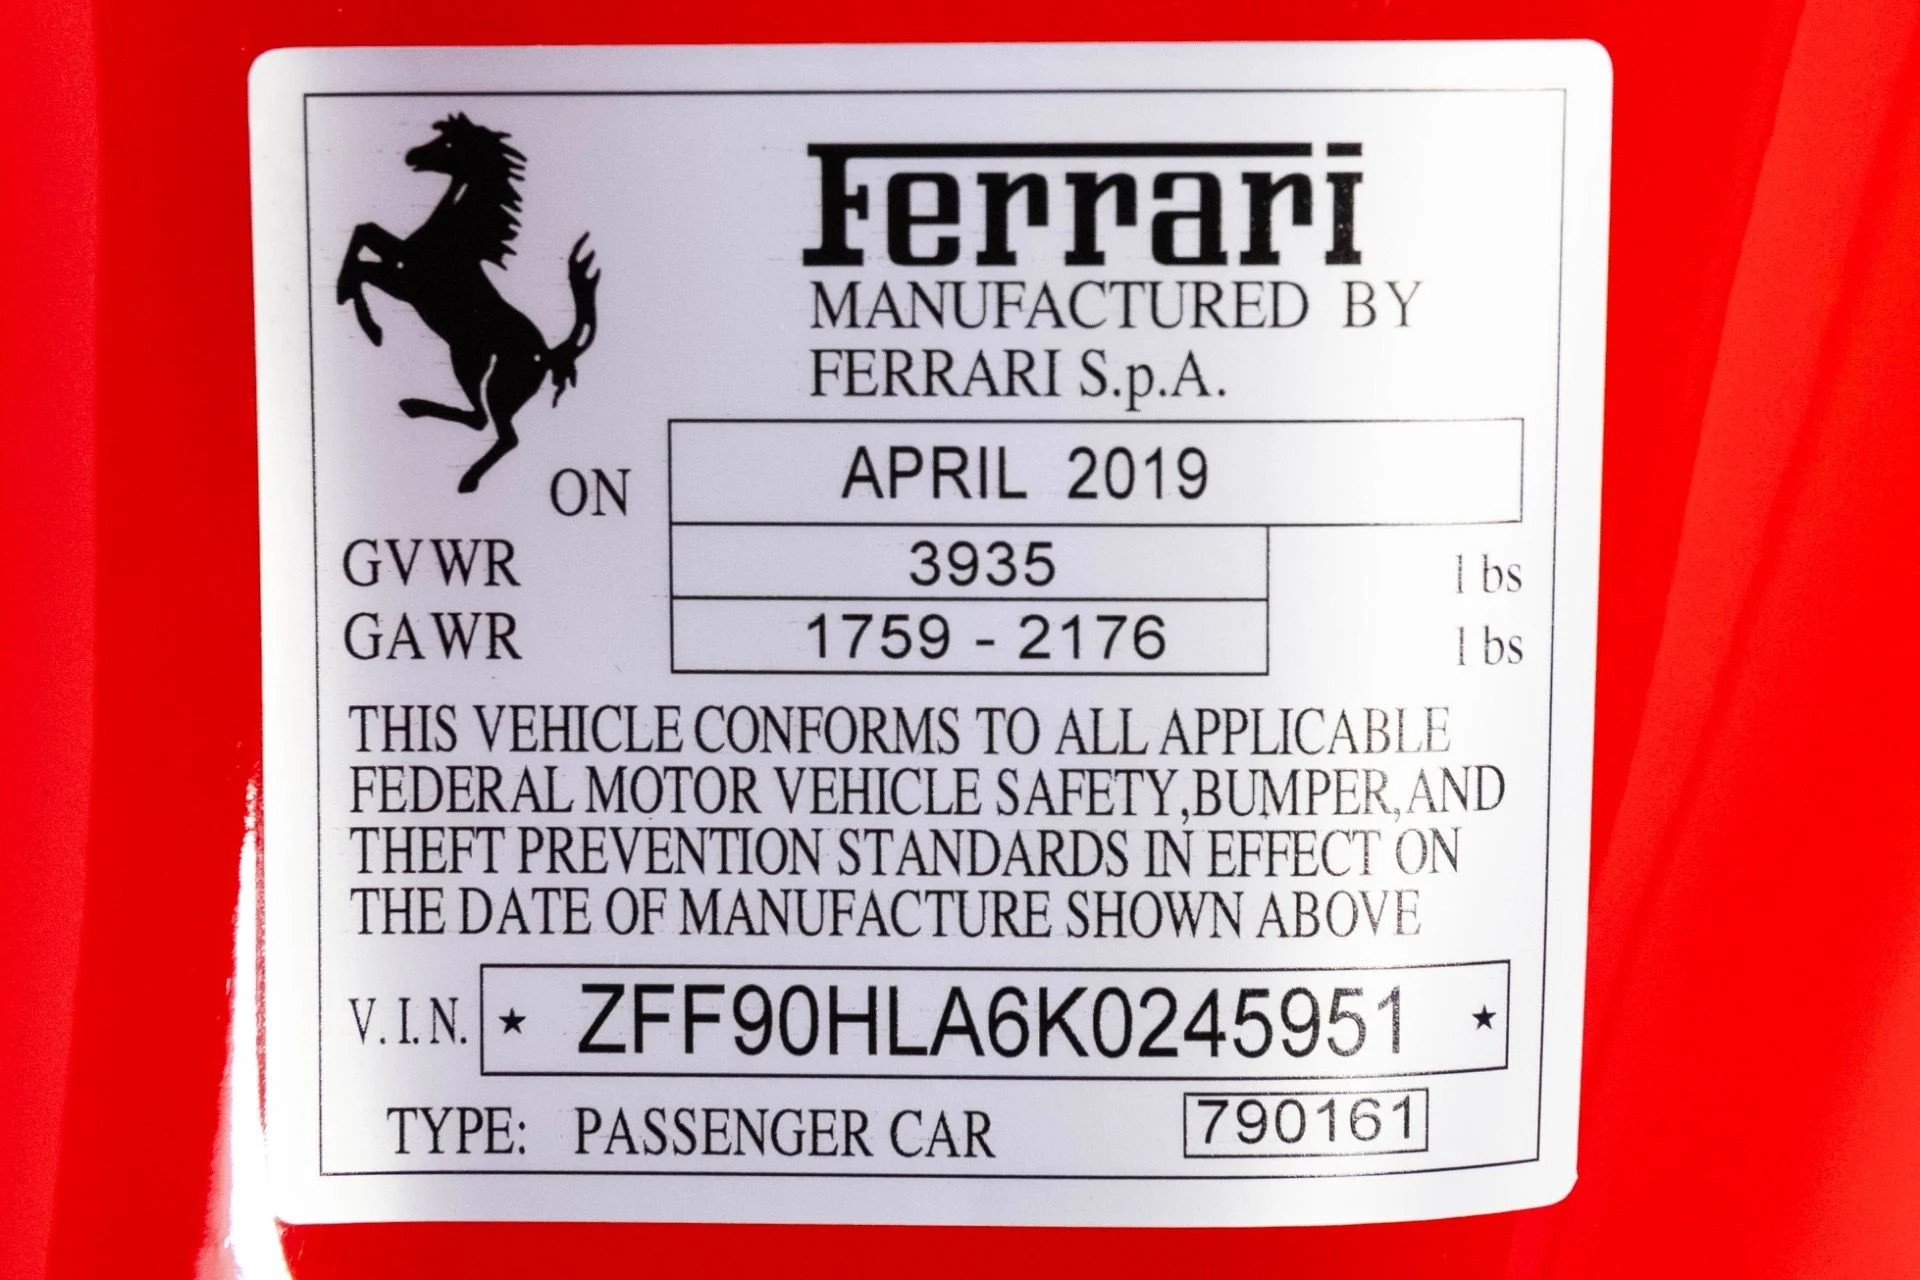 Ferrari
MANUFACTURED BY
FERRARI S.p.A.
ON APRIL 2019
GVWR 3935 lbs
GAWR 1759 - 2176 lbs
THIS VEHICLE CONFORMS TO ALL APPLICABLE
FEDERAL MOTOR VEHICLE SAFETY,BUMPER,AND
THEFT PREVENTION STANDARDS IN EFFECT ON
THE DATE OF MANUFACTURE SHOWN ABOVE
V.I.N. ★ ZFF90HLA6K0245951 ★
TYPE: PASSENGER CAR 790161